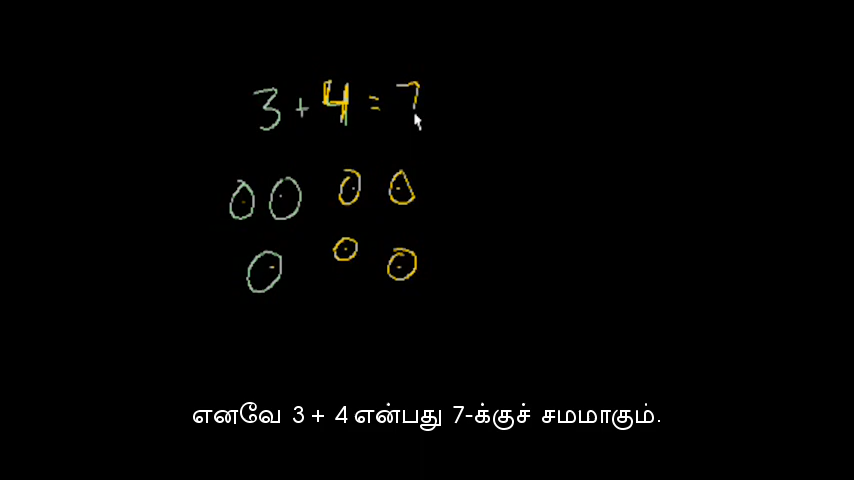 3 + 4 = 7
எனவே 3 + 4 என்பது 7-க்குச் சமமாகும்.